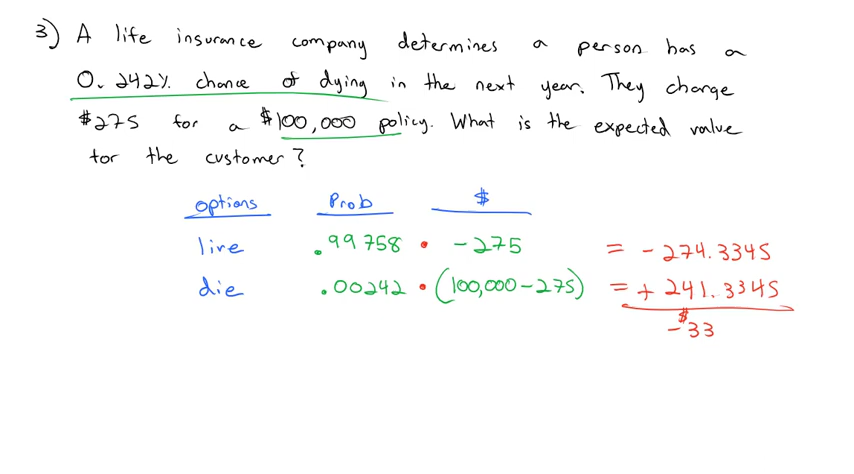 3) A life insurance company determines a person has a
0.242% chance of dying in the next year. They charge
$275 for a $100,000 policy. What is the expected value
for the customer?
options Prob $
live .99758 • -275 = -274.3345
die .00242 • (100,000-275) = +241.3345
-$33